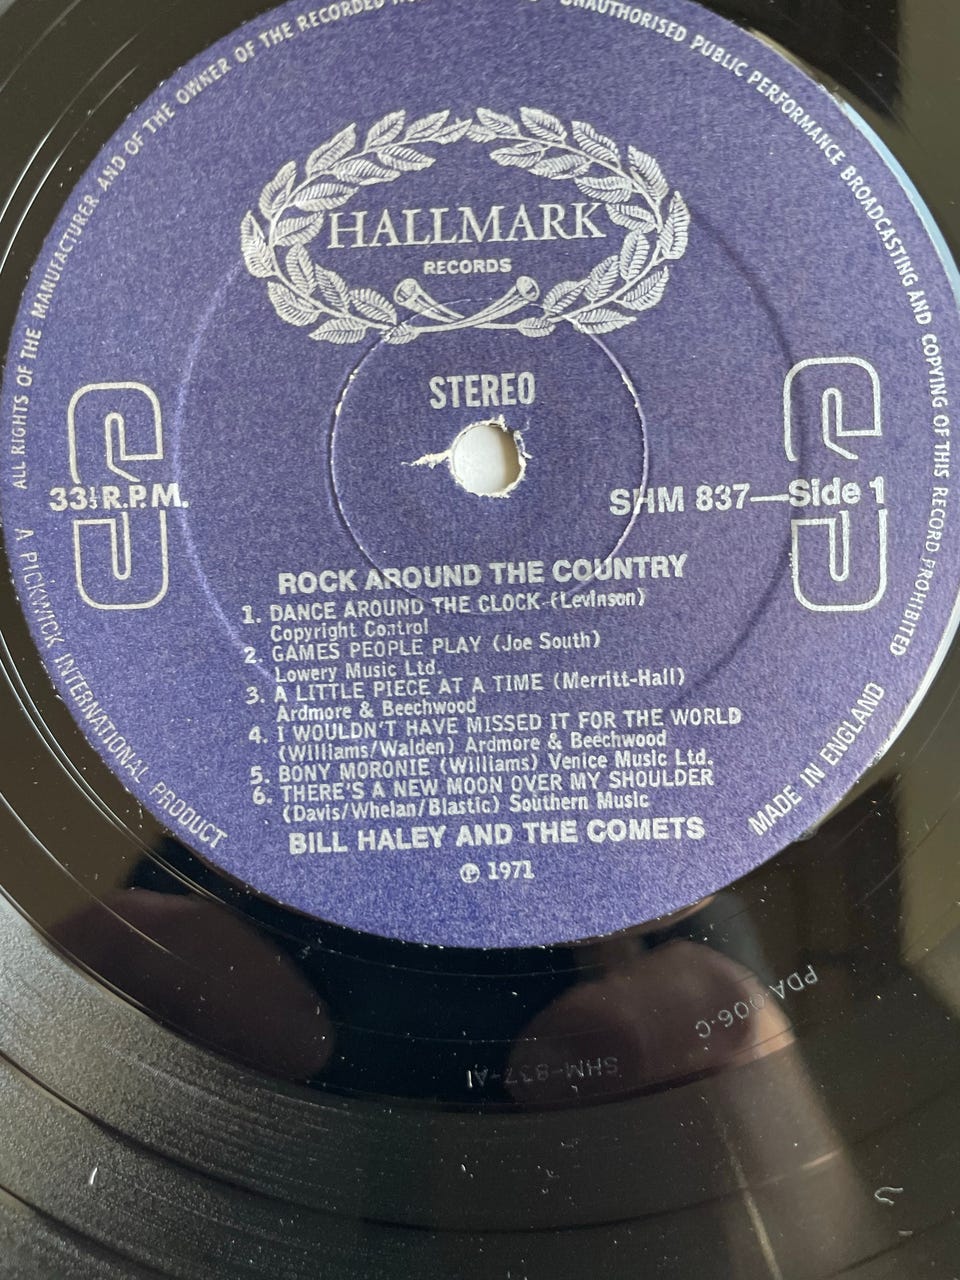 ALL RIGHTS OF THE MANUFACTURER AND OF THE OWNER OF THE RECORDED
UNAUTHORISED PUBLIC PERFORMANCE BROADCASTING AND COPYING OF THIS RECORD PROHIBITED
HALLMARK
RECORDS
STEREO
33⅓ R.P.M.
SHM 837—Side 1
ROCK AROUND THE COUNTRY
1. DANCE AROUND THE CLOCK (Levinson)
Copyright Control
2. GAMES PEOPLE PLAY (Joe South)
Lowery Music Ltd.
3. A LITTLE PIECE AT A TIME (Merritt-Hall)
Ardmore & Beechwood
4. I WOULDN'T HAVE MISSED IT FOR THE WORLD
(Williams/Walden) Ardmore & Beechwood
5. BONY MORONIE (Williams) Venice Music Ltd.
6. THERE'S A NEW MOON OVER MY SHOULDER
(Davis/Whelan/Blastic) Southern Music
BILL HALEY AND THE COMETS
℗ 1971
A PICKWICK INTERNATIONAL PRODUCT
MADE IN ENGLAND
PDA·006·C
SHM-837-A1